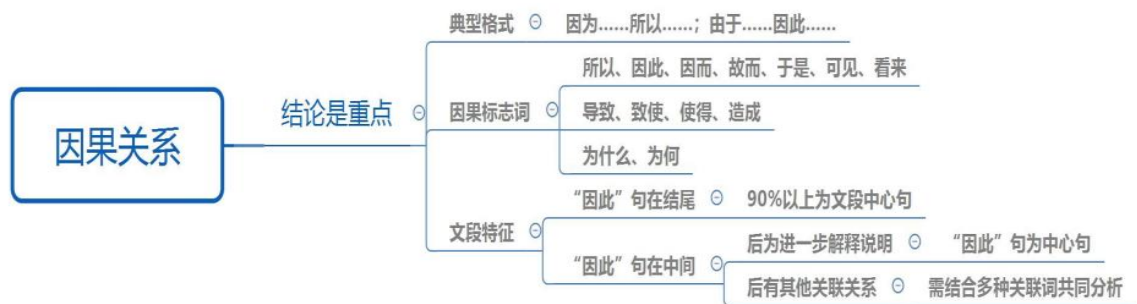 因果关系
结论是重点
典型格式
因为……所以……；由于……因此……
因果标志词
所以、因此、因而、故而、于是、可见、看来
导致、致使、使得、造成
为什么、为何
文段特征
“因此”句在结尾
90%以上为文段中心句
“因此”句在中间
后为进一步解释说明
“因此”句为中心句
后有其他关联关系
需结合多种关联词共同分析